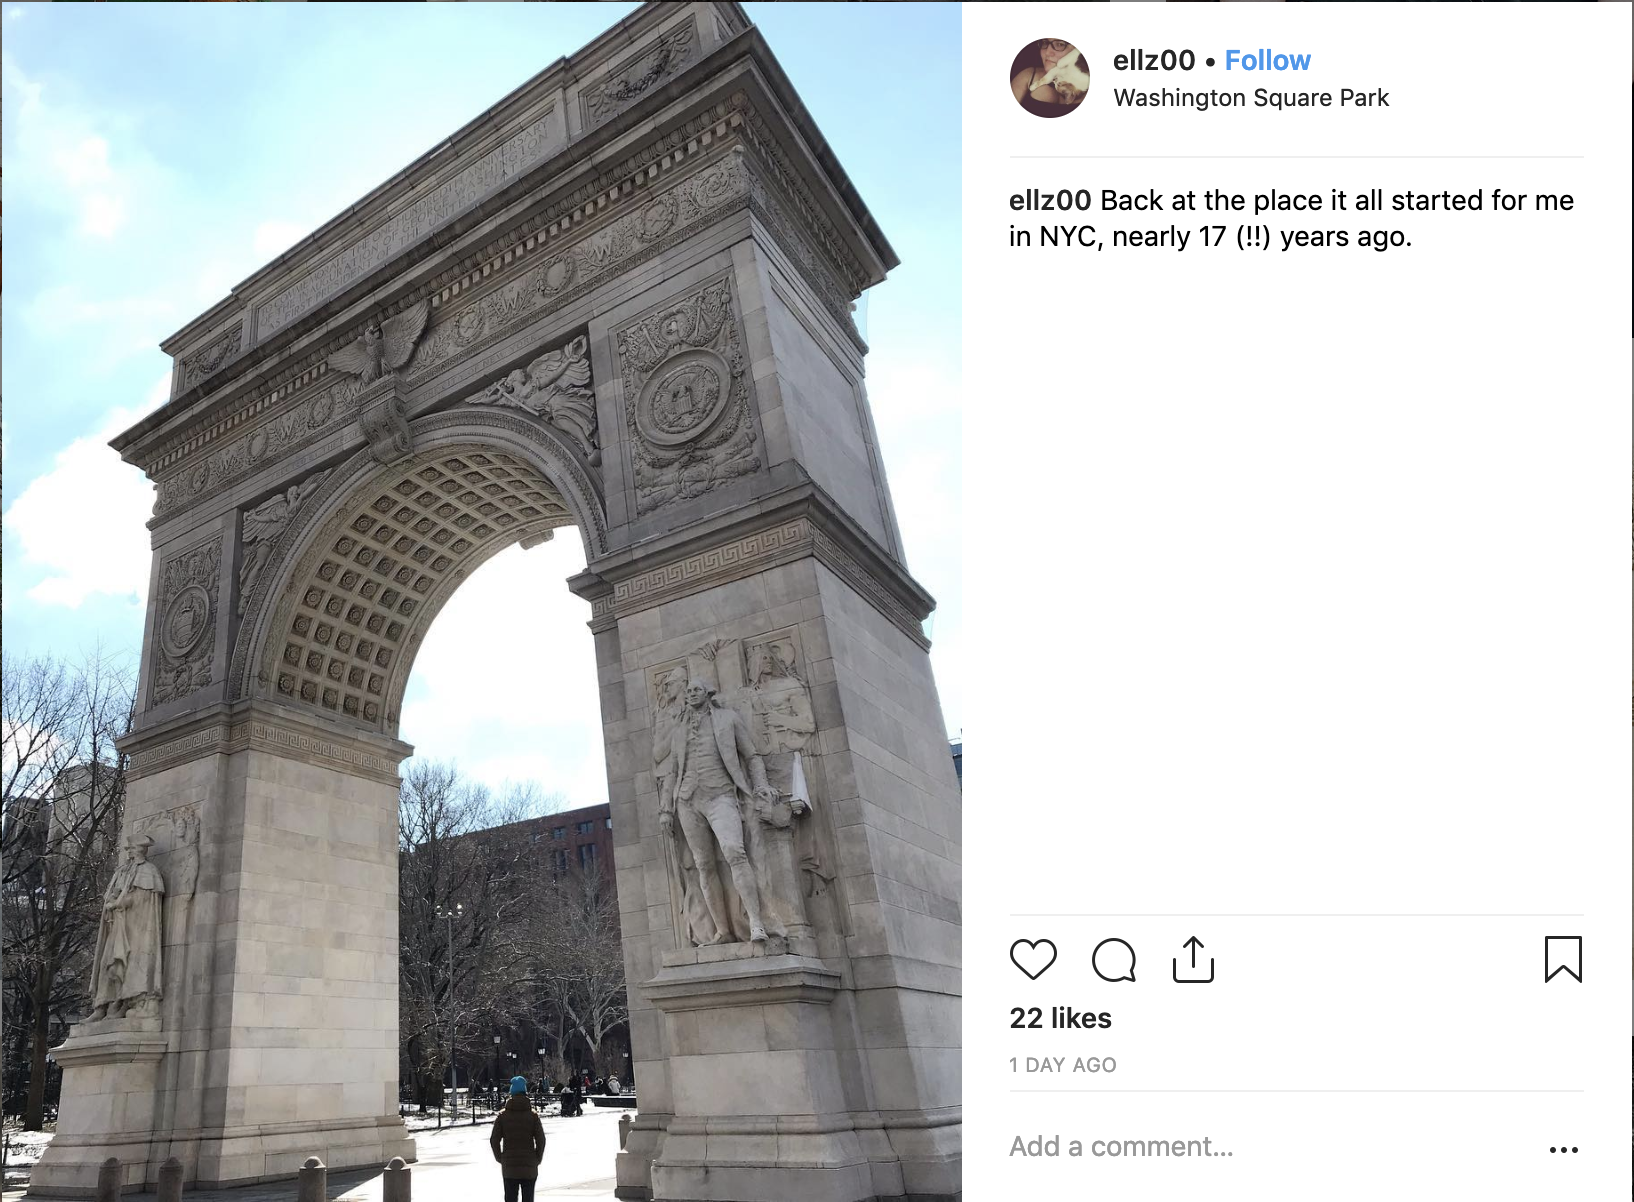 ellz00 • Follow
Washington Square Park
ellz00 Back at the place it all started for me
in NYC, nearly 17 (!!) years ago.
22 likes
1 DAY AGO
Add a comment...